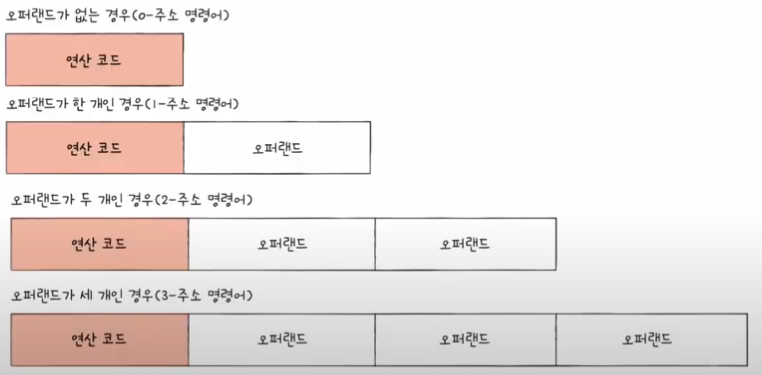 오퍼랜드가 없는 경우(0-주소 명령어)
연산 코드
오퍼랜드가 한 개인 경우(1-주소 명령어)
연산 코드 오퍼랜드
오퍼랜드가 두 개인 경우(2-주소 명령어)
연산 코드 오퍼랜드 오퍼랜드
오퍼랜드가 세 개인 경우(3-주소 명령어)
연산 코드 오퍼랜드 오퍼랜드 오퍼랜드